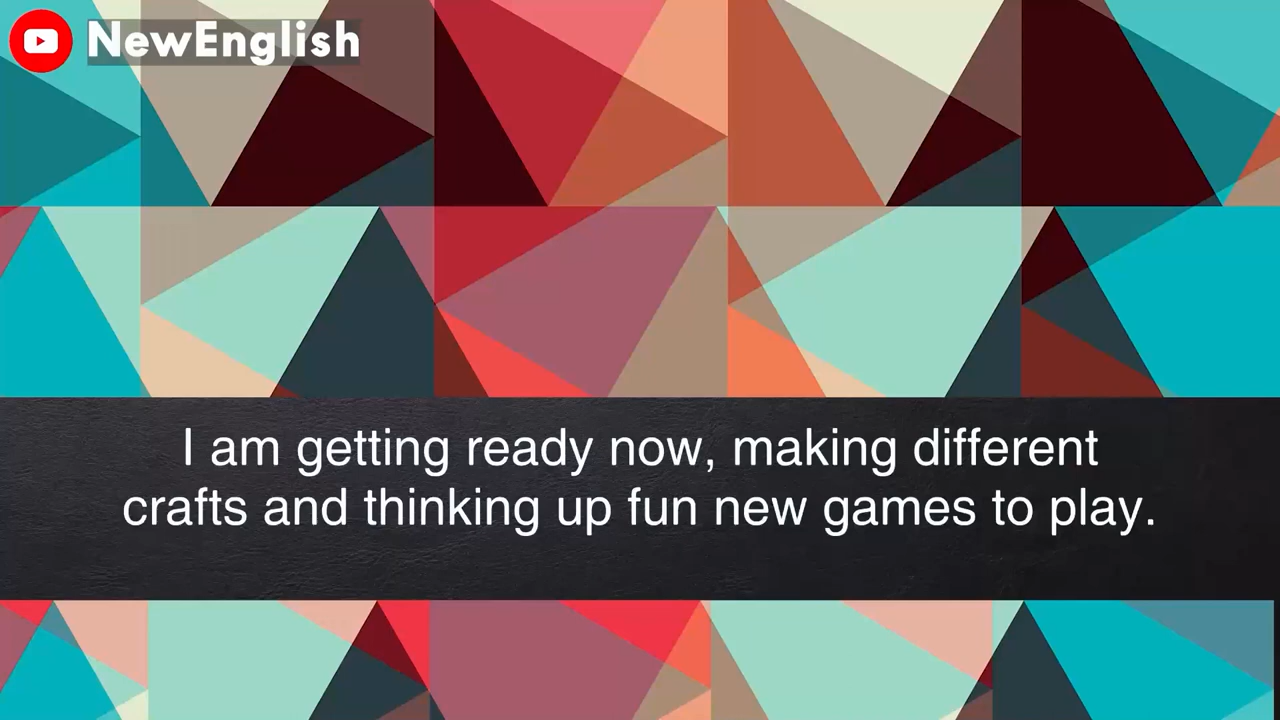 NewEnglish
I am getting ready now, making different
crafts and thinking up fun new games to play.